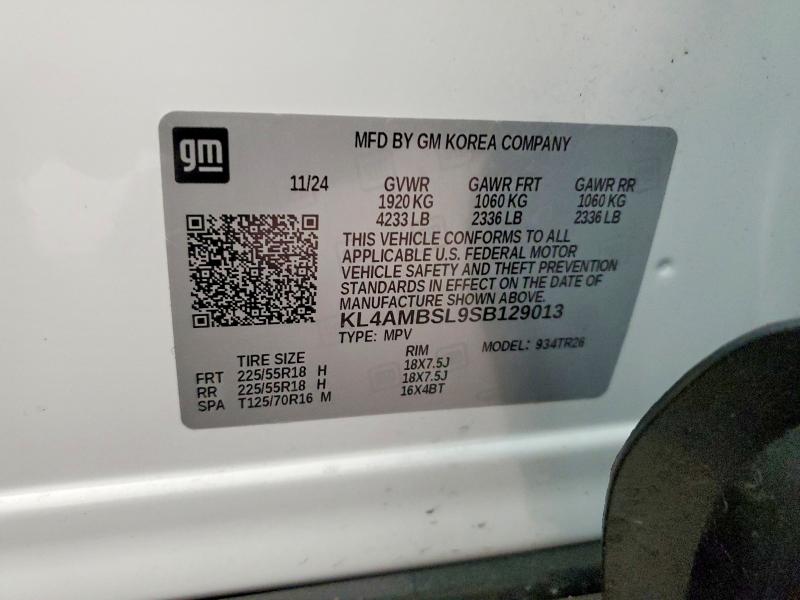 gm
MFD BY GM KOREA COMPANY
11/24 GVWR GAWR FRT GAWR RR
1920 KG 1060 KG 1060 KG
4233 LB 2336 LB 2336 LB
THIS VEHICLE CONFORMS TO ALL
APPLICABLE U.S. FEDERAL MOTOR
VEHICLE SAFETY AND THEFT PREVENTION
STANDARDS IN EFFECT ON THE DATE OF
MANUFACTURE SHOWN ABOVE.
KL4AMBSL9SB129013
TYPE: MPV
TIRE SIZE RIM MODEL: 934TR26
FRT 225/55R18 H 18X7.5J
RR 225/55R18 H 18X7.5J
SPA T125/70R16 M 16X4BT